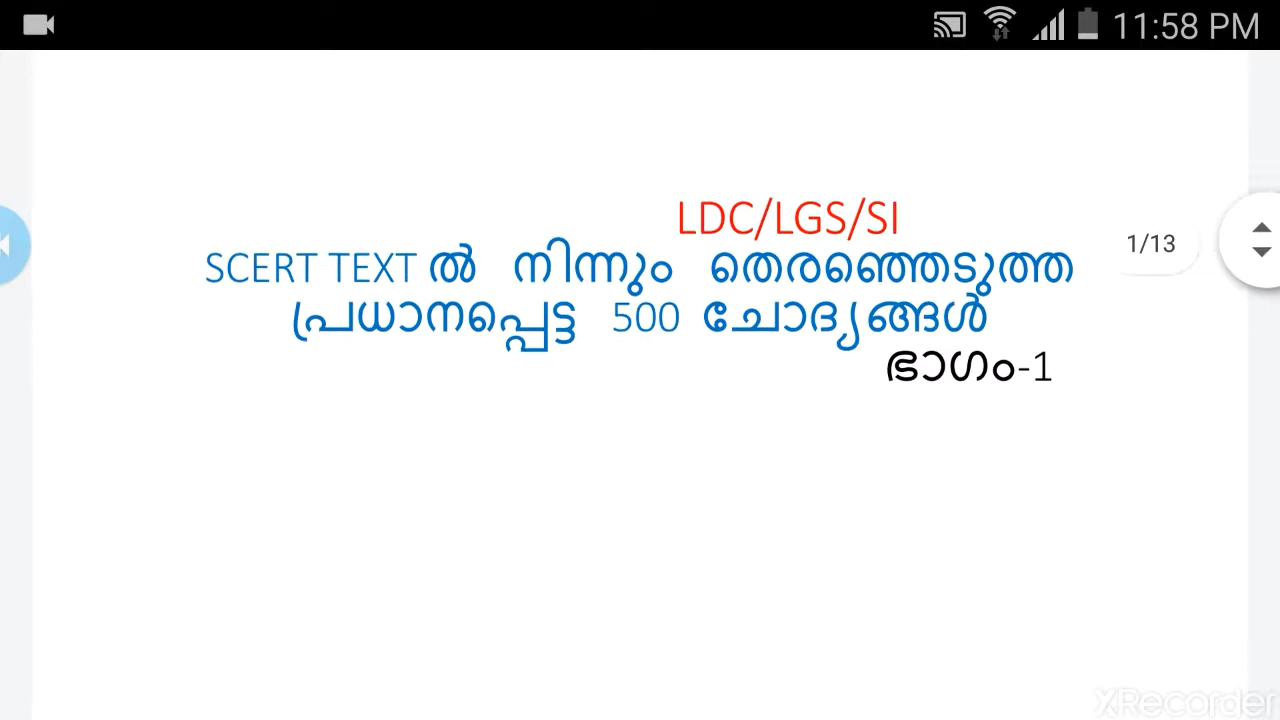 11:58 PM
LDC/LGS/SI
SCERT TEXT ൽ നിന്നും തെരഞ്ഞെടുത്ത
1/13
പ്രധാനപ്പെട്ട 500 ചോദ്യങ്ങൾ
ഭാഗം-1
XRecorder